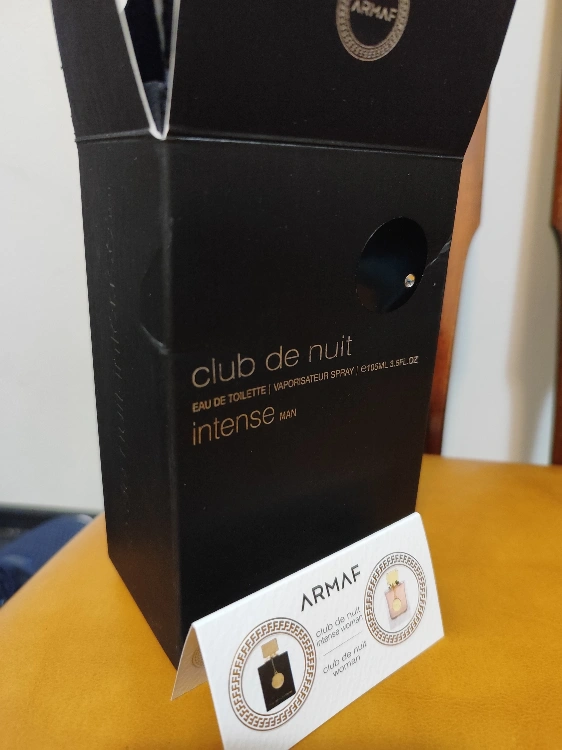 ARMAF
club de nuit
EAU DE TOILETTE | VAPORISATEUR SPRAY | ℮105ML 3.6FL.OZ
intense MAN
ARMAF
club de nuit
intense woman
club de nuit
woman